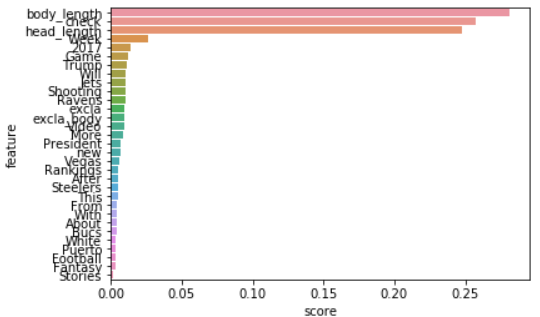 body_length
check
head_length
Week
2017
Game
Trump
Will
Jets
Shooting
Ravens
excla
excla_body
Video
More
President
new
Vegas
Rankings
After
Steelers
This
From
With
About
Bucs
White
Puerto
Football
Fantasy
Stories
feature
0.00 0.05 0.10 0.15 0.20 0.25
score